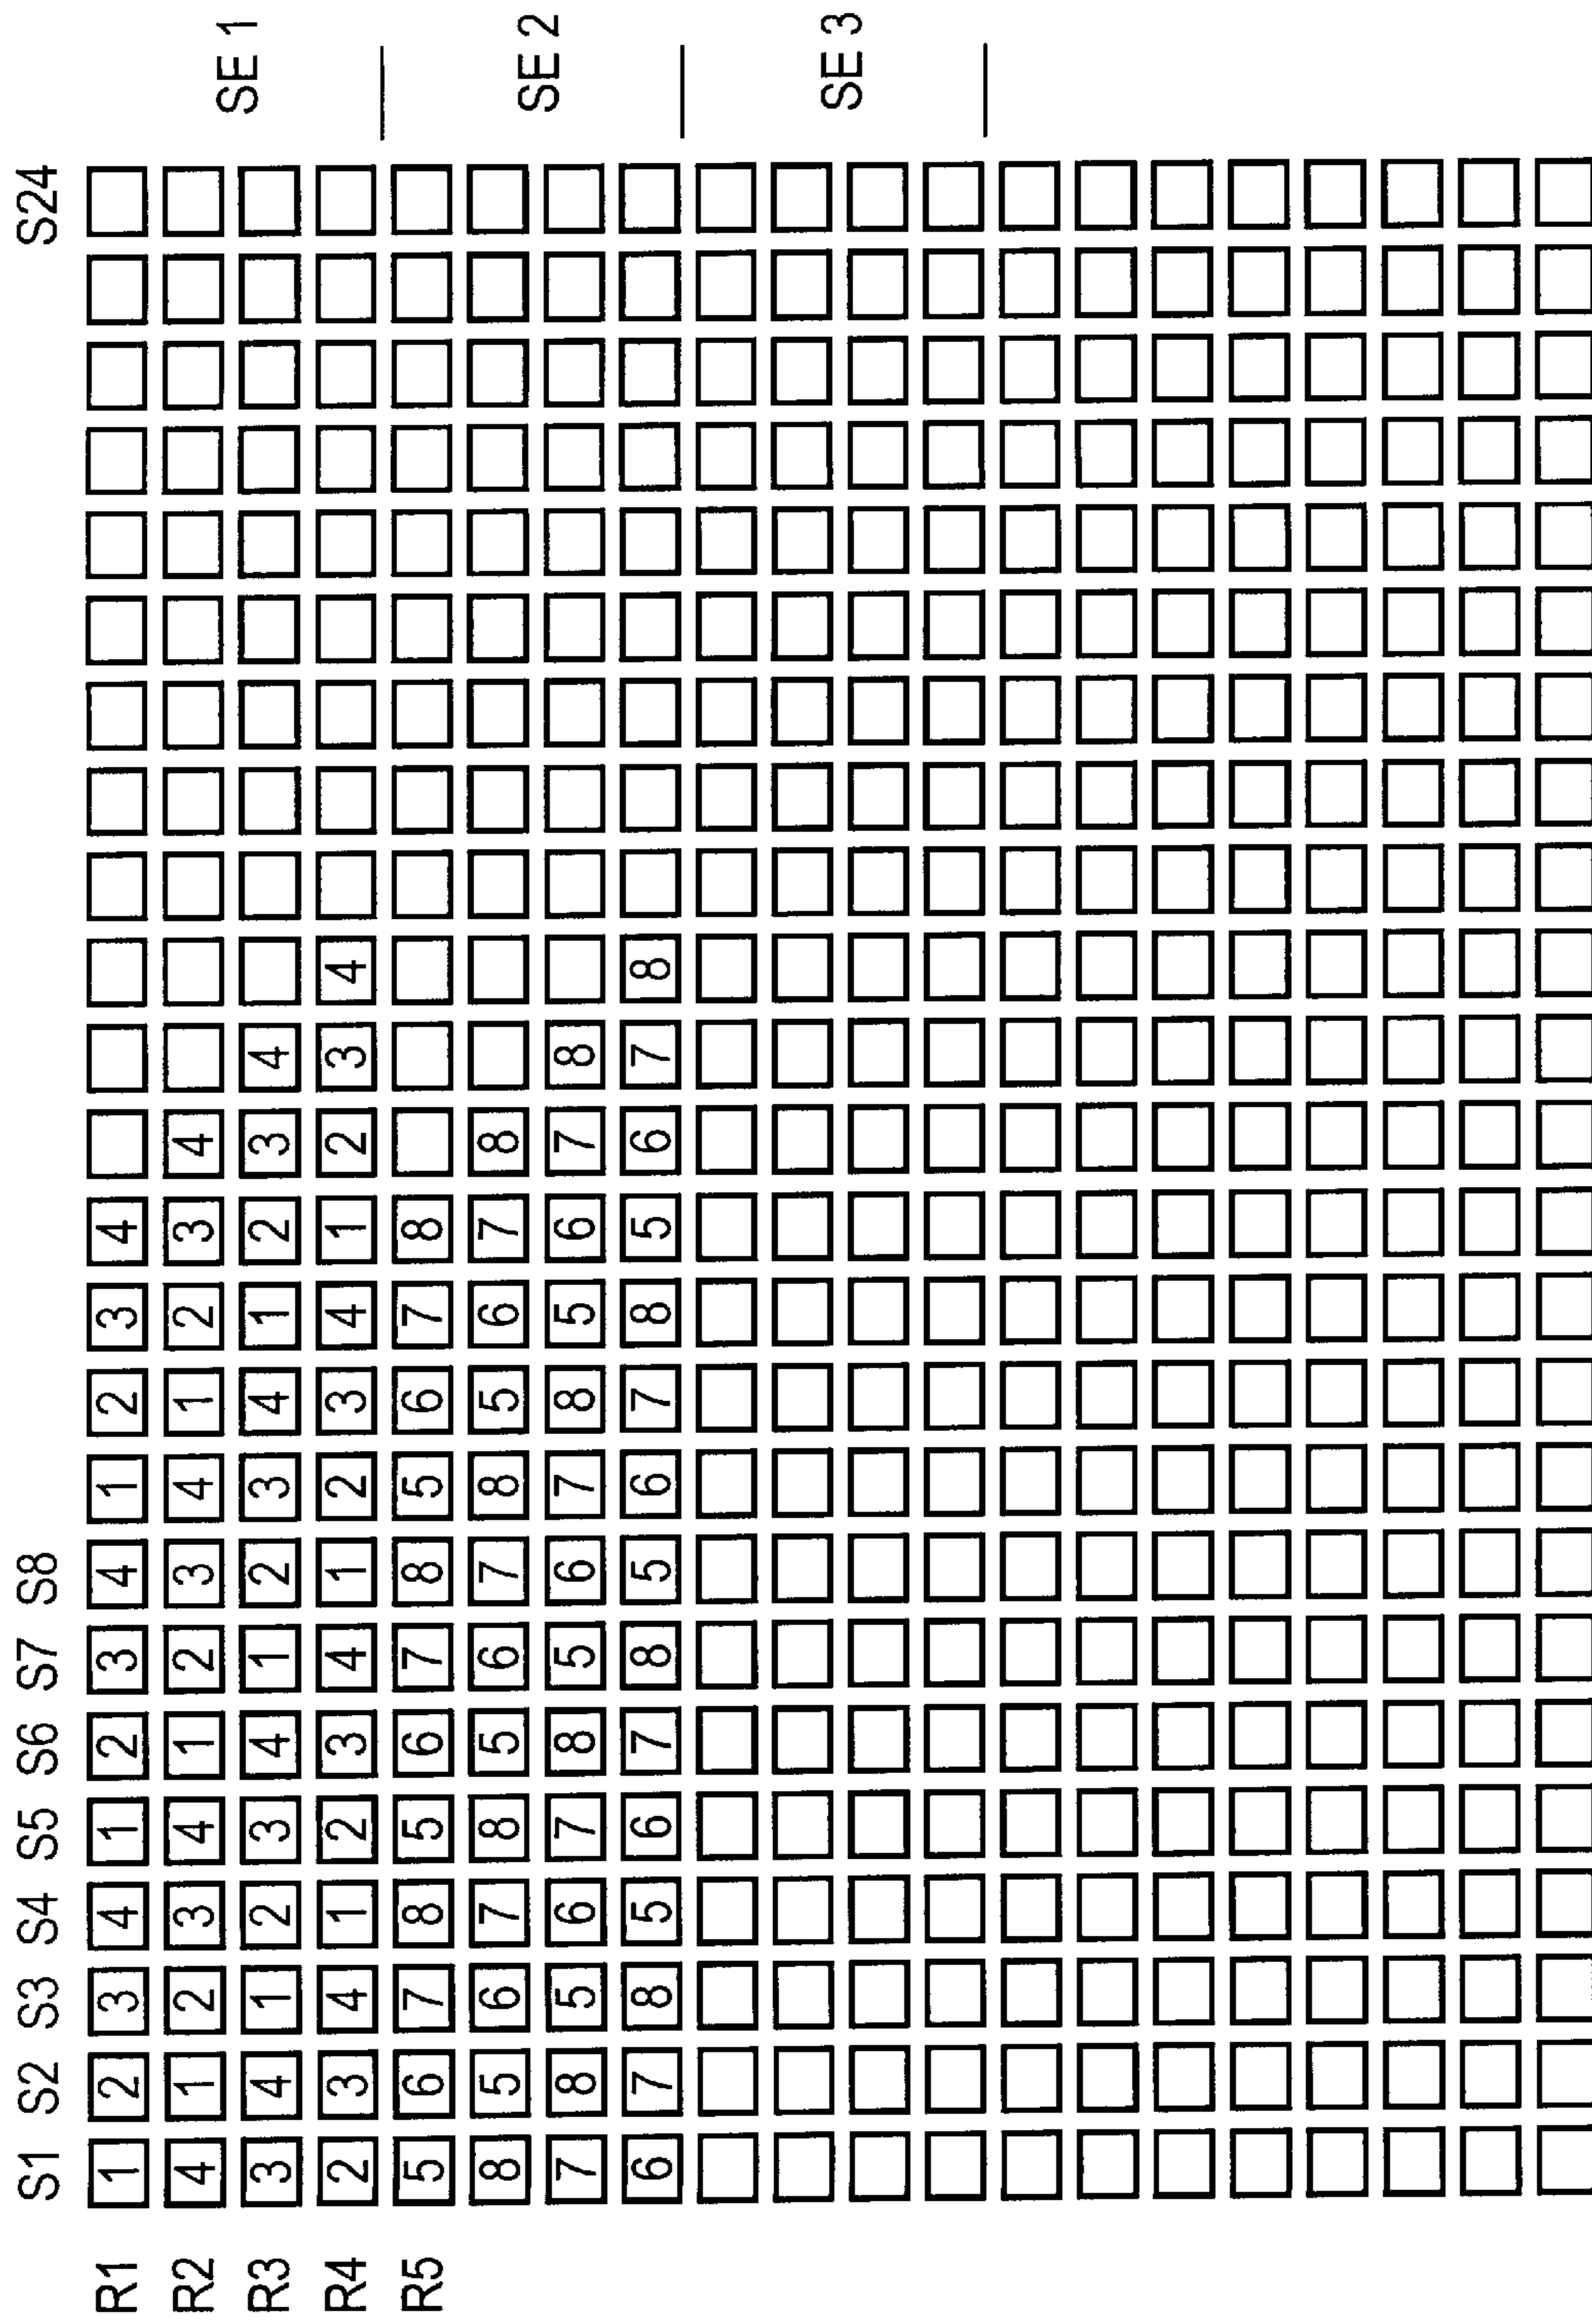 S1 S2 S3 S4 S5 S6 S7 S8 S24
R1 1 2 3 4 1 2 3 4 1 2 3 4
R2 4 1 2 3 4 1 2 3 4 1 2 3 4
SE 1
R3 3 4 1 2 3 4 1 2 3 4 1 2 3 4
R4 2 3 4 1 2 3 4 1 2 3 4 1 2 3 4
R5 5 6 7 8 5 6 7 8 5 6 7 8
8 5 6 7 8 5 6 7 8 5 6 7 8
SE 2
7 8 5 6 7 8 5 6 7 8 5 6 7 8
6 7 8 5 6 7 8 5 6 7 8 5 6 7 8
SE 3